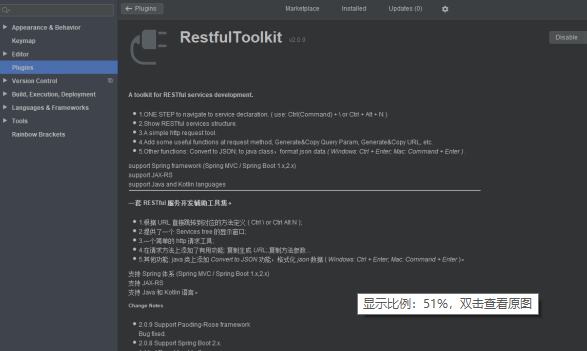 Plugins
Marketplace
Installed
Updates (0)
Appearance & Behavior
Keymap
Editor
Plugins
Version Control
Build, Execution, Deployment
Languages & Frameworks
Tools
Rainbow Brackets
RestfulToolkit v2.0.9
Disable
A toolkit for RESTful services development.
1.ONE STEP to navigate to service declaration. ( use: Ctrl(Command) + \ or Ctrl + Alt + N )
2.Show RESTful services structure.
3.A simple http request tool.
4.Add some useful functions at request method, Generate&Copy Query Param, Generate&Copy URL, etc.
5.Other functions: Convert to JSON; to java class；format json data ( Windows: Ctrl + Enter; Mac: Command + Enter ) .
support Spring framework (Spring MVC / Spring Boot 1.x,2.x)
support JAX-RS
support Java and Kotlin languages
一套 RESTful 服务开发辅助工具集。
1.根据 URL 直接跳转到对应的方法定义 ( Ctrl \ or Ctrl Alt N );
2.提供了一个 Services tree 的显示窗口;
3.一个简单的 http 请求工具;
4.在请求方法上添加了有用功能: 复制生成 URL,,复制方法参数...
5.其他功能: java 类上添加 Convert to JSON 功能；格式化 json 数据 ( Windows: Ctrl + Enter; Mac: Command + Enter )。
支持 Spring 体系 (Spring MVC / Spring Boot 1.x,2.x)
支持 JAX-RS
支持 Java 和 Kotlin 语言。
Change Notes
2.0.9 Support Paoding-Rose framework
Bug fixed.
2.0.8 Support Spring Boot 2.x
显示比例：51%，双击查看原图